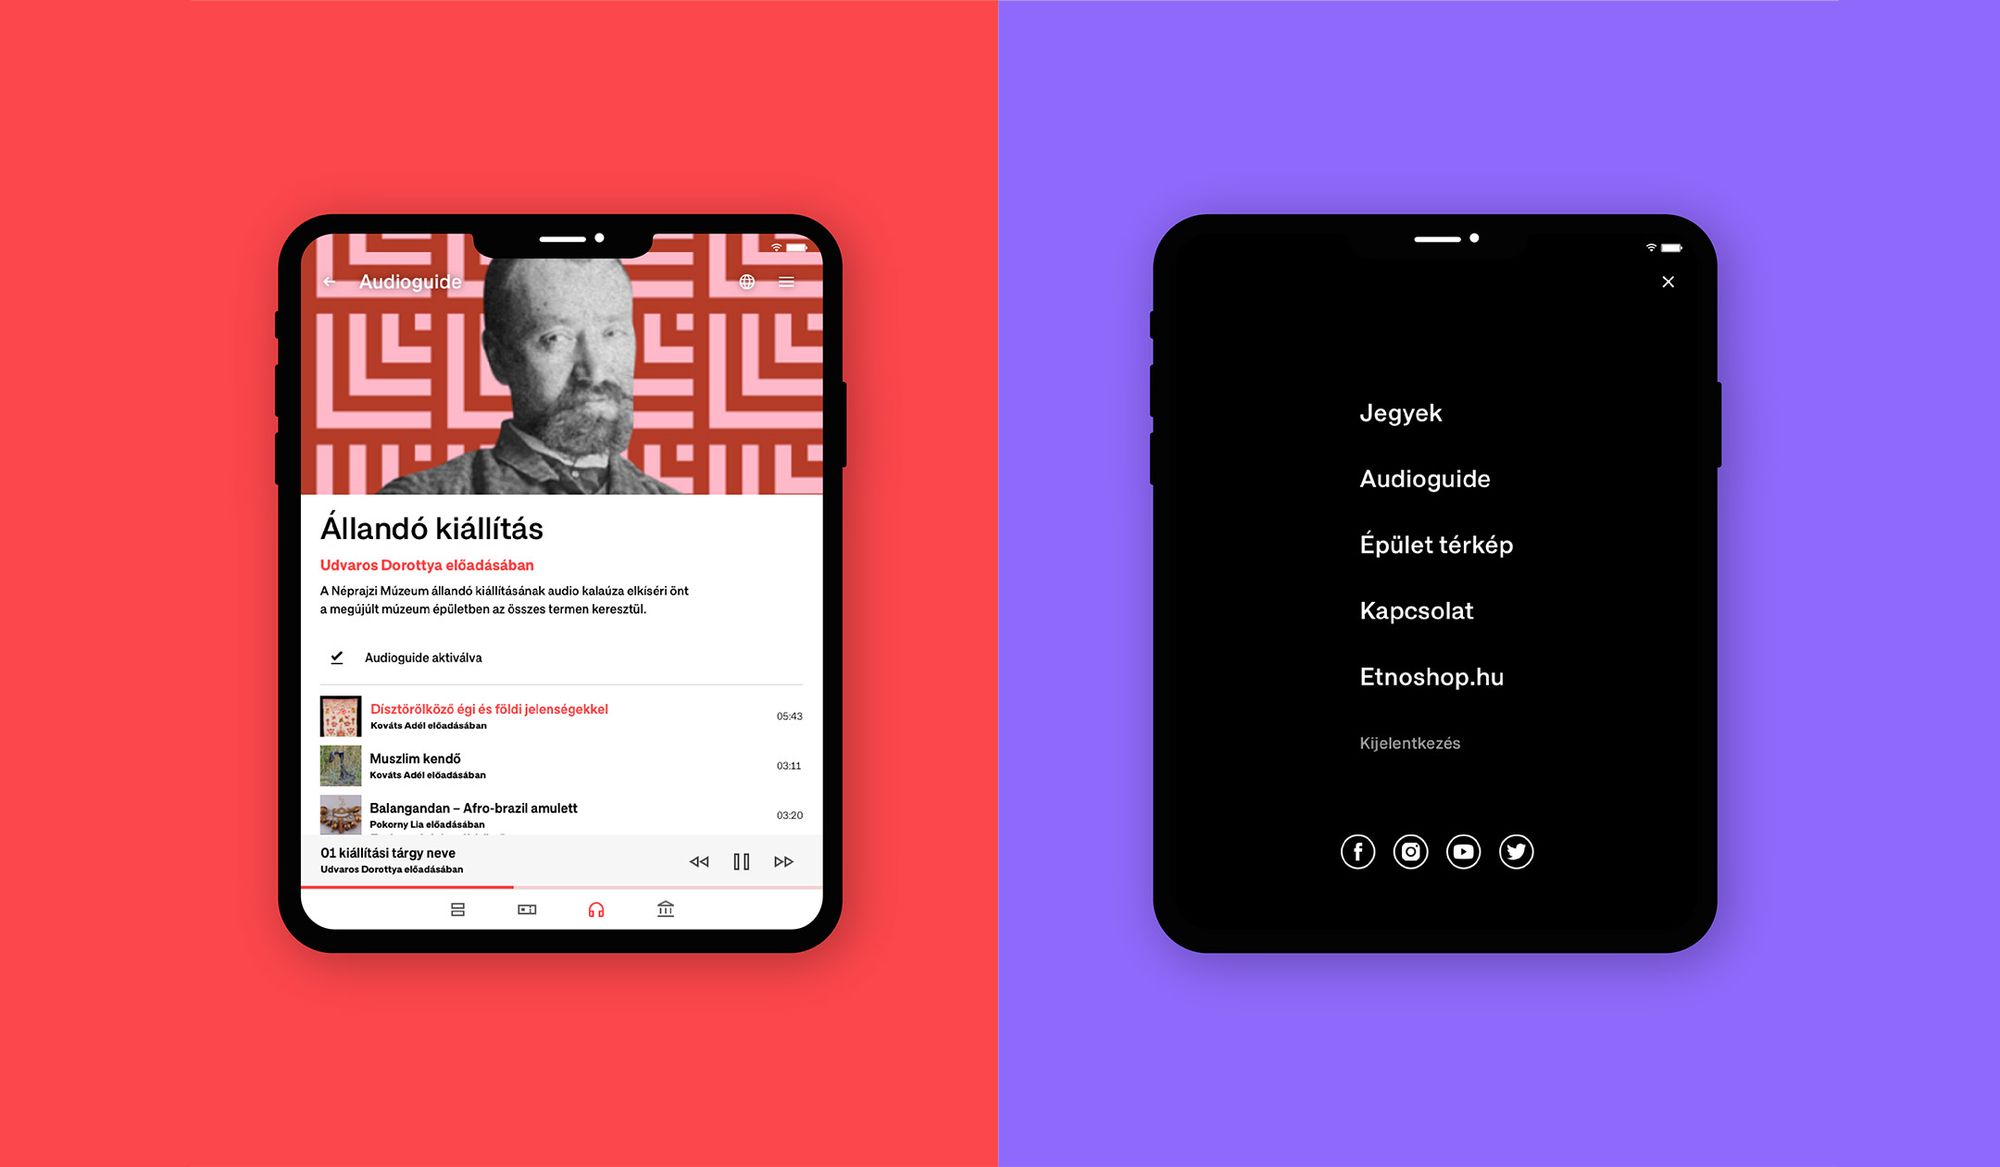 Audioguide
Állandó kiállítás
Udvaros Dorottya előadásában
A Néprajzi Múzeum állandó kiállításának audio kalaúza elkíséri önt
a megújúlt múzeum épületben az összes termen keresztül.
Audioguide aktiválva
Dísztörölköző égi és földi jelenségekkel
05:43
Kováts Adél előadásában
Muszlim kendő
03:11
Kováts Adél előadásában
Balangandan – Afro-brazil amulett
03:20
Pokorny Lia előadásában
01 kiállítási tárgy neve
Udvaros Dorottya előadásában
Jegyek
Audioguide
Épület térkép
Kapcsolat
Etnoshop.hu
Kijelentkezés